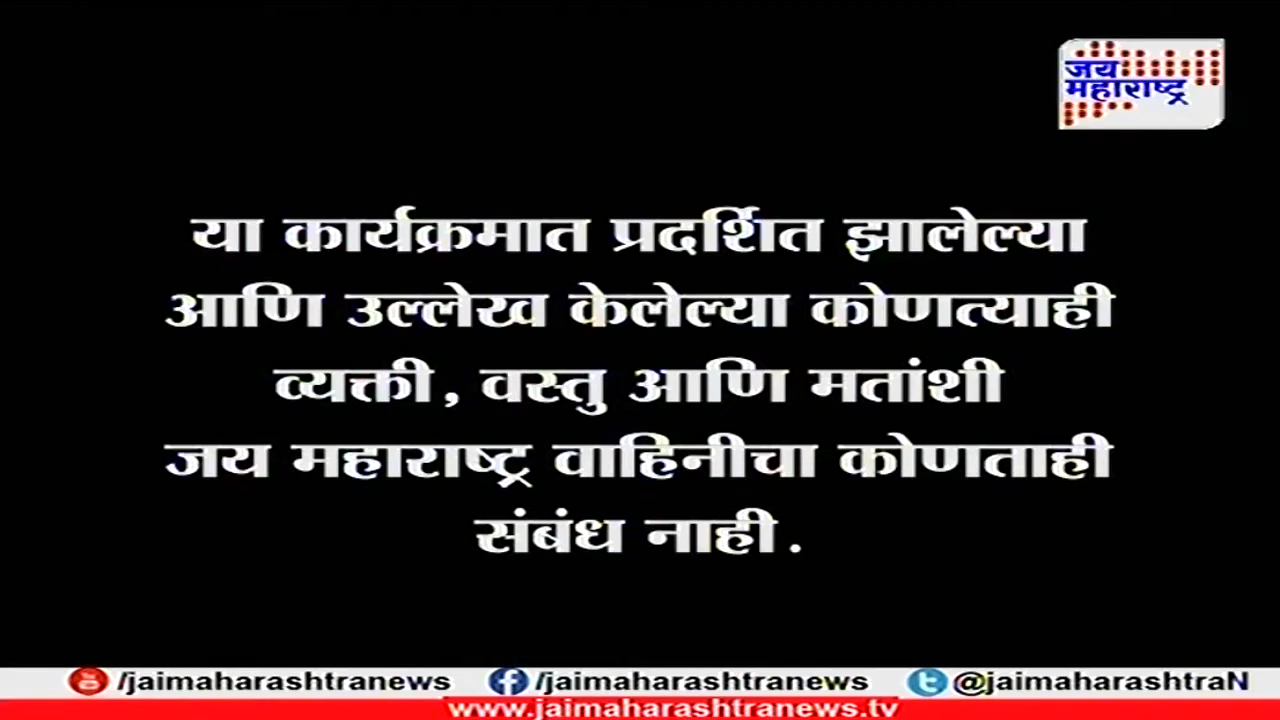 जय
महाराष्ट्र
या कार्यक्रमात प्रदर्शित झालेल्या
आणि उल्लेख केलेल्या कोणत्याही
व्यक्ती, वस्तु आणि मतांशी
जय महाराष्ट्र वाहिनीचा कोणताही
संबंध नाही.
/jaimaharashtranews /jaimaharashtranews @jaimaharashtraN
www.jaimaharashtranews.tv